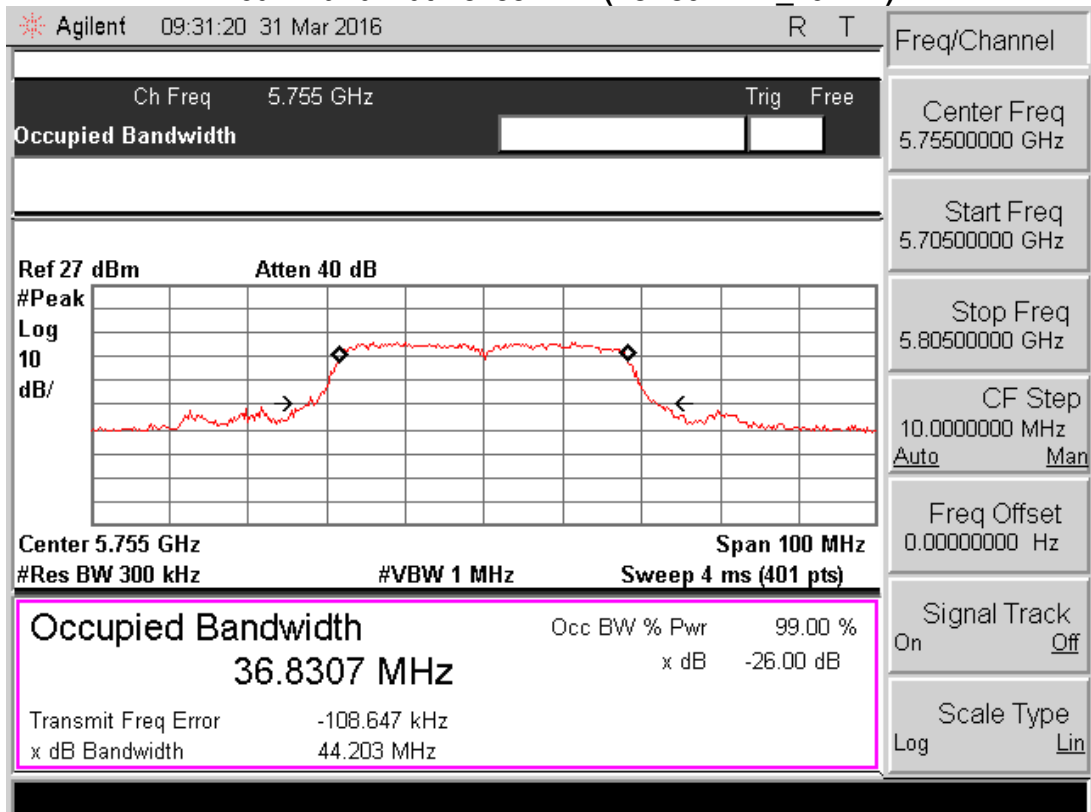 Agilent 09:31:20 31 Mar 2016 R T
Freq/Channel
Ch Freq 5.755 GHz Trig Free
Occupied Bandwidth
Center Freq
5.75500000 GHz
Start Freq
5.70500000 GHz
Stop Freq
5.80500000 GHz
CF Step
10.0000000 MHz
Auto Man
Freq Offset
0.00000000 Hz
Signal Track
On Off
Scale Type
Log Lin
Ref 27 dBm Atten 40 dB
#Peak
Log
10
dB/
Center 5.755 GHz Span 100 MHz
#Res BW 300 kHz #VBW 1 MHz Sweep 4 ms (401 pts)
Occupied Bandwidth
36.8307 MHz
Occ BW % Pwr 99.00 %
x dB -26.00 dB
Transmit Freq Error -108.647 kHz
x dB Bandwidth 44.203 MHz